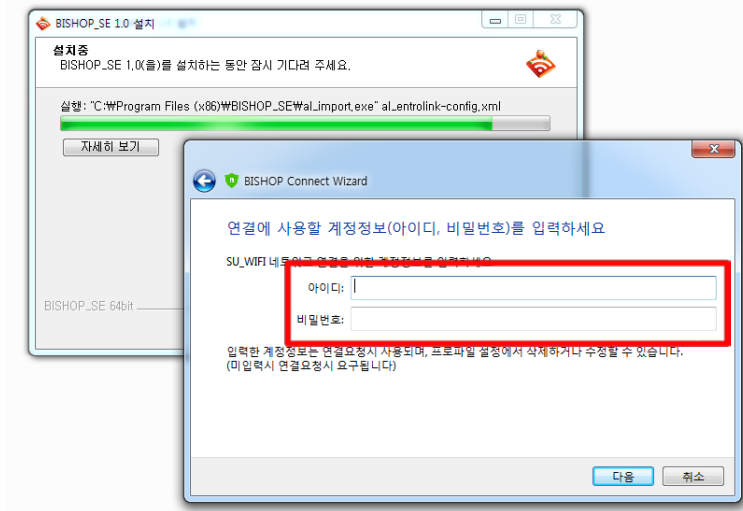 BISHOP_SE 1.0 설치
설치중
BISHOP_SE 1.0(을)를 설치하는 동안 잠시 기다려 주세요.
실행: "C:₩Program Files (x86)₩BISHOP_SE₩al_import.exe" al_entrolink-config.xml
자세히 보기
BISHOP_SE 64bit
BISHOP Connect Wizard
연결에 사용할 계정정보(아이디, 비밀번호)를 입력하세요
SU_WIFI 네트워크 연결을 위한 계정정보를 입력하세요
아이디:
비밀번호:
입력한 계정정보는 연결요청시 사용되며, 프로파일 설정에서 삭제하거나 수정할 수 있습니다.
(미입력시 연결요청시 요구됩니다)
다음
취소